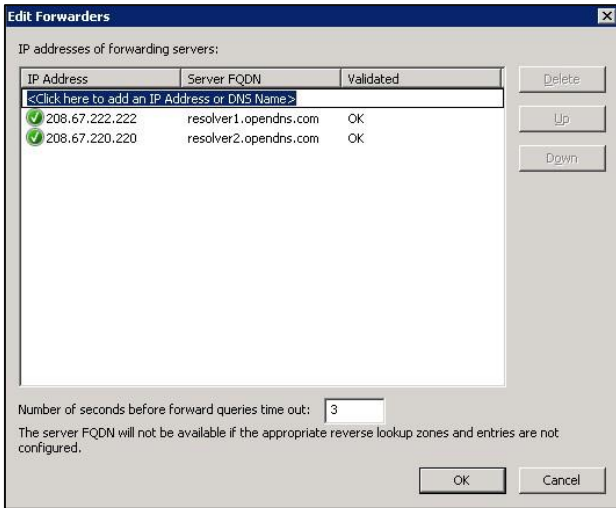 Edit Forwarders
IP addresses of forwarding servers:
IP Address Server FQDN Validated
<Click here to add an IP Address or DNS Name>
208.67.222.222 resolver1.opendns.com OK
208.67.220.220 resolver2.opendns.com OK
Delete
Up
Down
Number of seconds before forward queries time out: 3
The server FQDN will not be available if the appropriate reverse lookup zones and entries are not
configured.
OK Cancel